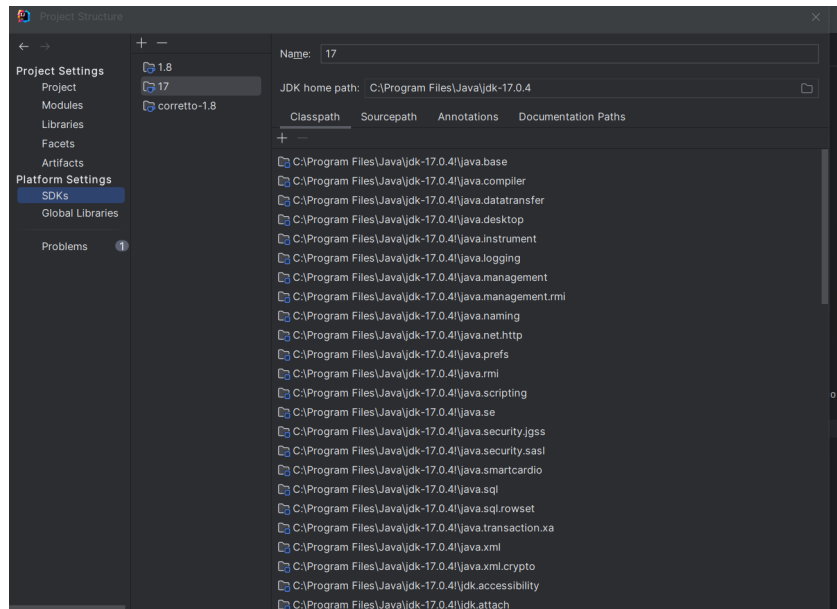 Project Structure
Project Settings
Project
Modules
Libraries
Facets
Artifacts
Platform Settings
SDKs
Global Libraries
Problems 1
1.8
17
corretto-1.8
Name: 17
JDK home path: C:\Program Files\Java\jdk-17.0.4
Classpath Sourcepath Annotations Documentation Paths
C:\Program Files\Java\jdk-17.0.4!\java.base
C:\Program Files\Java\jdk-17.0.4!\java.compiler
C:\Program Files\Java\jdk-17.0.4!\java.datatransfer
C:\Program Files\Java\jdk-17.0.4!\java.desktop
C:\Program Files\Java\jdk-17.0.4!\java.instrument
C:\Program Files\Java\jdk-17.0.4!\java.logging
C:\Program Files\Java\jdk-17.0.4!\java.management
C:\Program Files\Java\jdk-17.0.4!\java.management.rmi
C:\Program Files\Java\jdk-17.0.4!\java.naming
C:\Program Files\Java\jdk-17.0.4!\java.net.http
C:\Program Files\Java\jdk-17.0.4!\java.prefs
C:\Program Files\Java\jdk-17.0.4!\java.rmi
C:\Program Files\Java\jdk-17.0.4!\java.scripting
C:\Program Files\Java\jdk-17.0.4!\java.se
C:\Program Files\Java\jdk-17.0.4!\java.security.jgss
C:\Program Files\Java\jdk-17.0.4!\java.security.sasl
C:\Program Files\Java\jdk-17.0.4!\java.smartcardio
C:\Program Files\Java\jdk-17.0.4!\java.sql
C:\Program Files\Java\jdk-17.0.4!\java.sql.rowset
C:\Program Files\Java\jdk-17.0.4!\java.transaction.xa
C:\Program Files\Java\jdk-17.0.4!\java.xml
C:\Program Files\Java\jdk-17.0.4!\java.xml.crypto
C:\Program Files\Java\jdk-17.0.4!\jdk.accessibility
C:\Program Files\Java\jdk-17.0.4!\jdk.attach